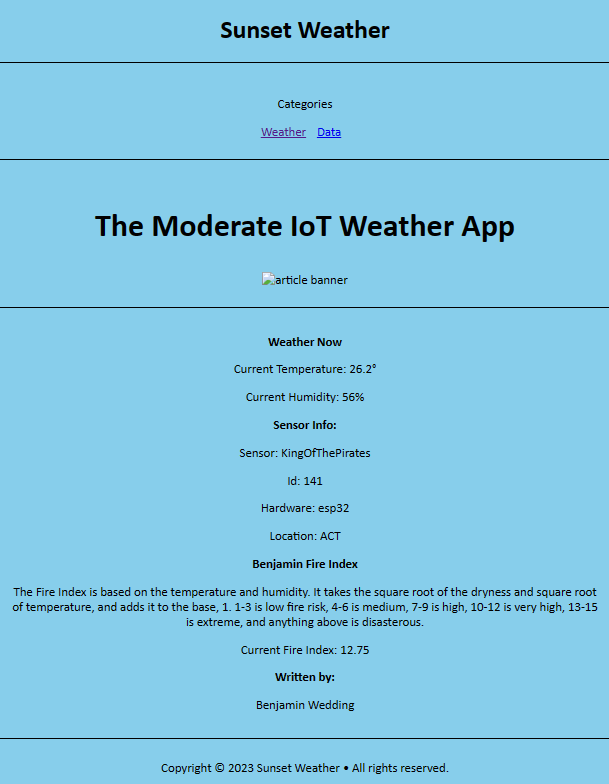 Sunset Weather
Categories
Weather Data
The Moderate IoT Weather App
article banner
Weather Now
Current Temperature: 26.2°
Current Humidity: 56%
Sensor Info:
Sensor: KingOfThePirates
Id: 141
Hardware: esp32
Location: ACT
Benjamin Fire Index
The Fire Index is based on the temperature and humidity. It takes the square root of the dryness and square root
of temperature, and adds it to the base, 1. 1-3 is low fire risk, 4-6 is medium, 7-9 is high, 10-12 is very high, 13-15
is extreme, and anything above is disasterous.
Current Fire Index: 12.75
Written by:
Benjamin Wedding
Copyright © 2023 Sunset Weather • All rights reserved.